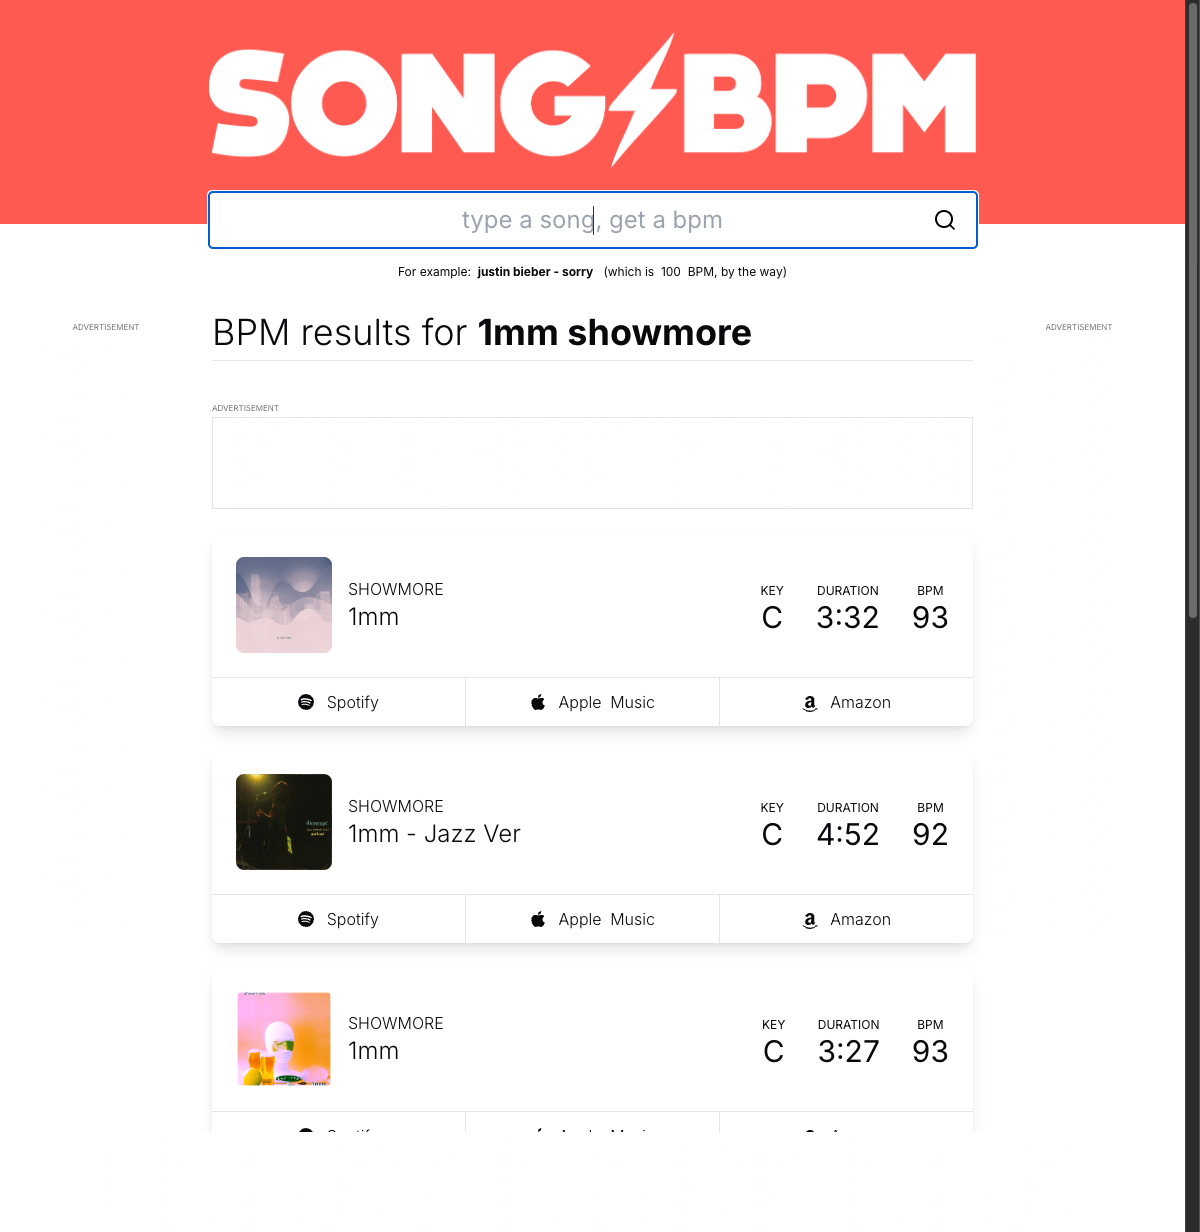 SONG BPM
type a song, get a bpm
For example: justin bieber - sorry (which is 100 BPM, by the way)
ADVERTISEMENT
BPM results for 1mm showmore
ADVERTISEMENT
ADVERTISEMENT
SHOWMORE
1mm
KEY DURATION BPM
C 3:32 93
Spotify Apple Music Amazon
SHOWMORE
1mm - Jazz Ver
KEY DURATION BPM
C 4:52 92
Spotify Apple Music Amazon
SHOWMORE
1mm
KEY DURATION BPM
C 3:27 93